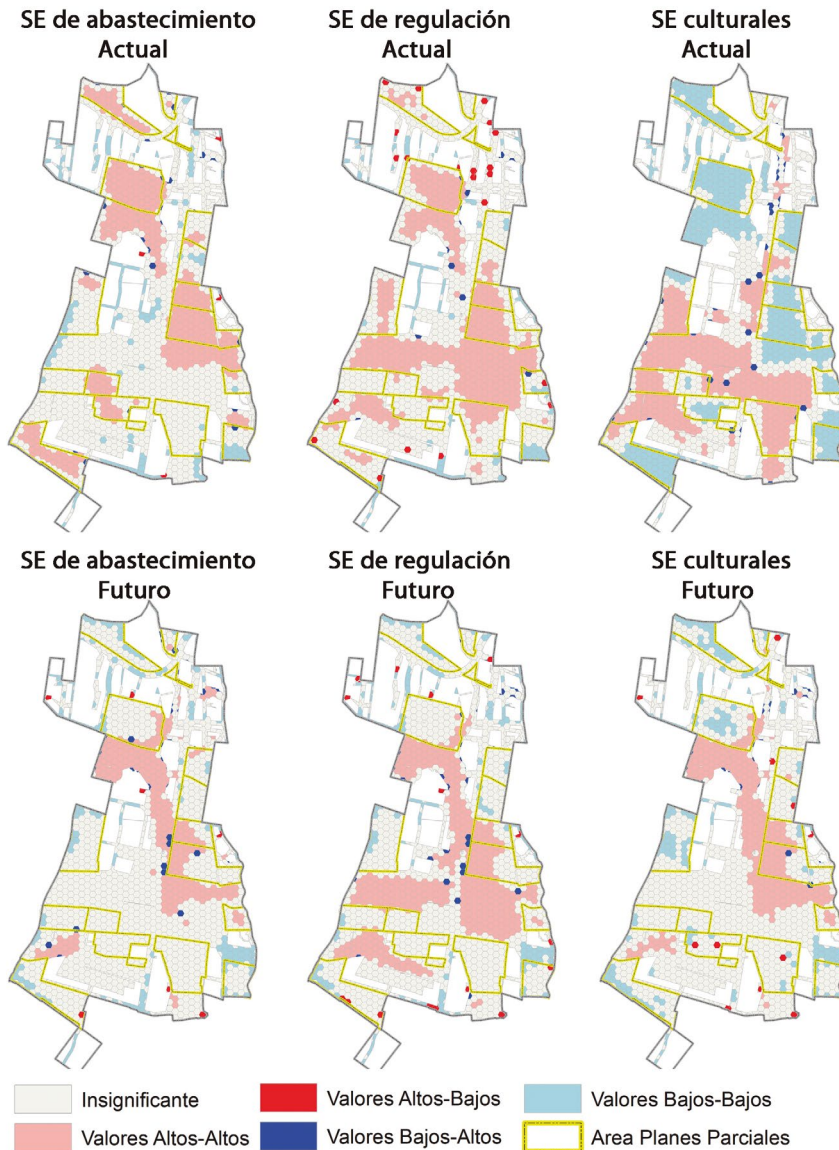 SE de abastecimiento
Actual
SE de regulación
Actual
SE culturales
Actual
SE de abastecimiento
Futuro
SE de regulación
Futuro
SE culturales
Futuro
Insignificante
Valores Altos-Bajos
Valores Bajos-Bajos
Valores Altos-Altos
Valores Bajos-Altos
Area Planes Parciales